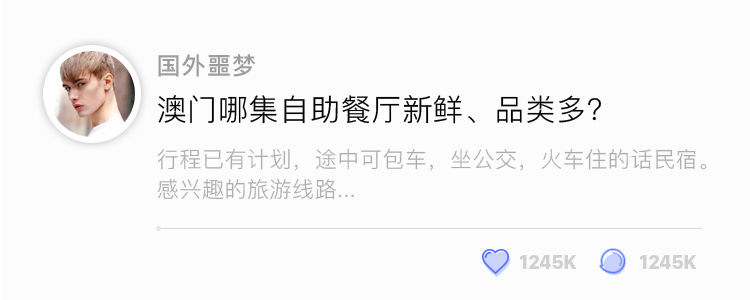 国外噩梦
澳门哪集自助餐厅新鲜、品类多？
行程已有计划，途中可包车，坐公交，火车住的话民宿。
感兴趣的旅游线路...
1245K 1245K